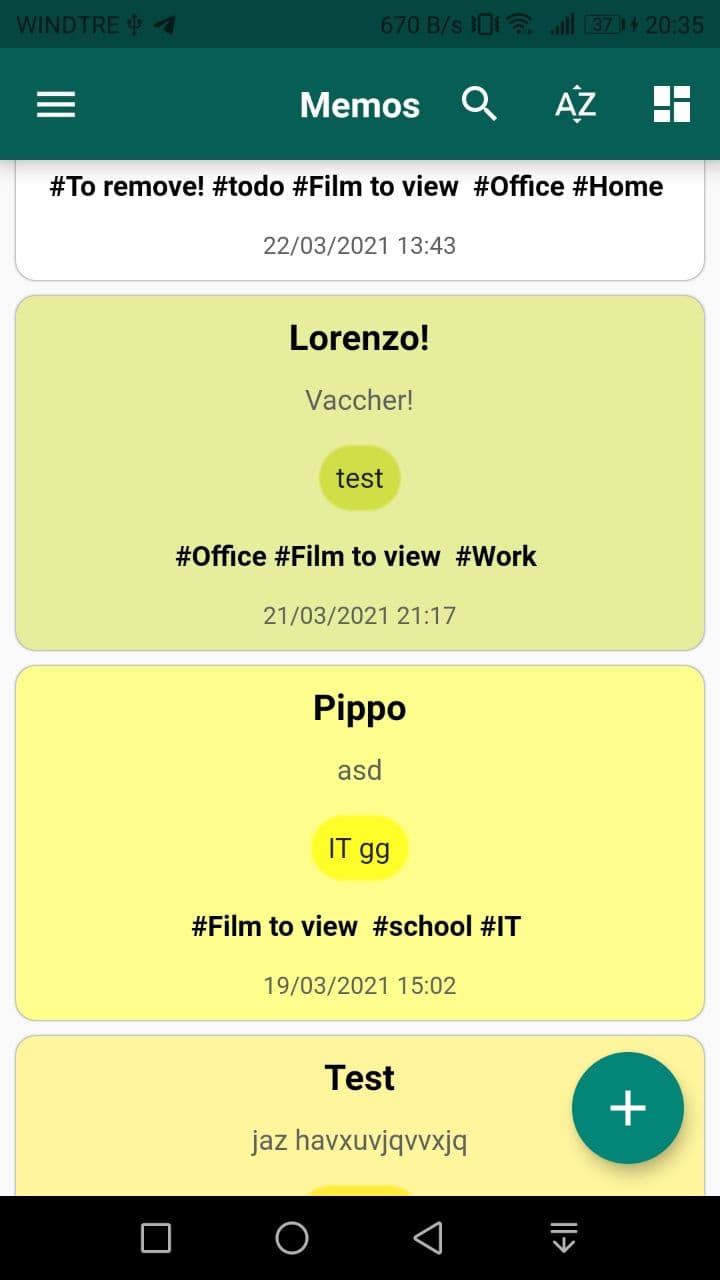 WINDTRE 670 B/s 37 20:35
Memos AZ
#To remove! #todo #Film to view #Office #Home
22/03/2021 13:43
Lorenzo!
Vaccher!
test
#Office #Film to view #Work
21/03/2021 21:17
Pippo
asd
IT gg
#Film to view #school #IT
19/03/2021 15:02
Test
jaz havxuvjqvvxjq